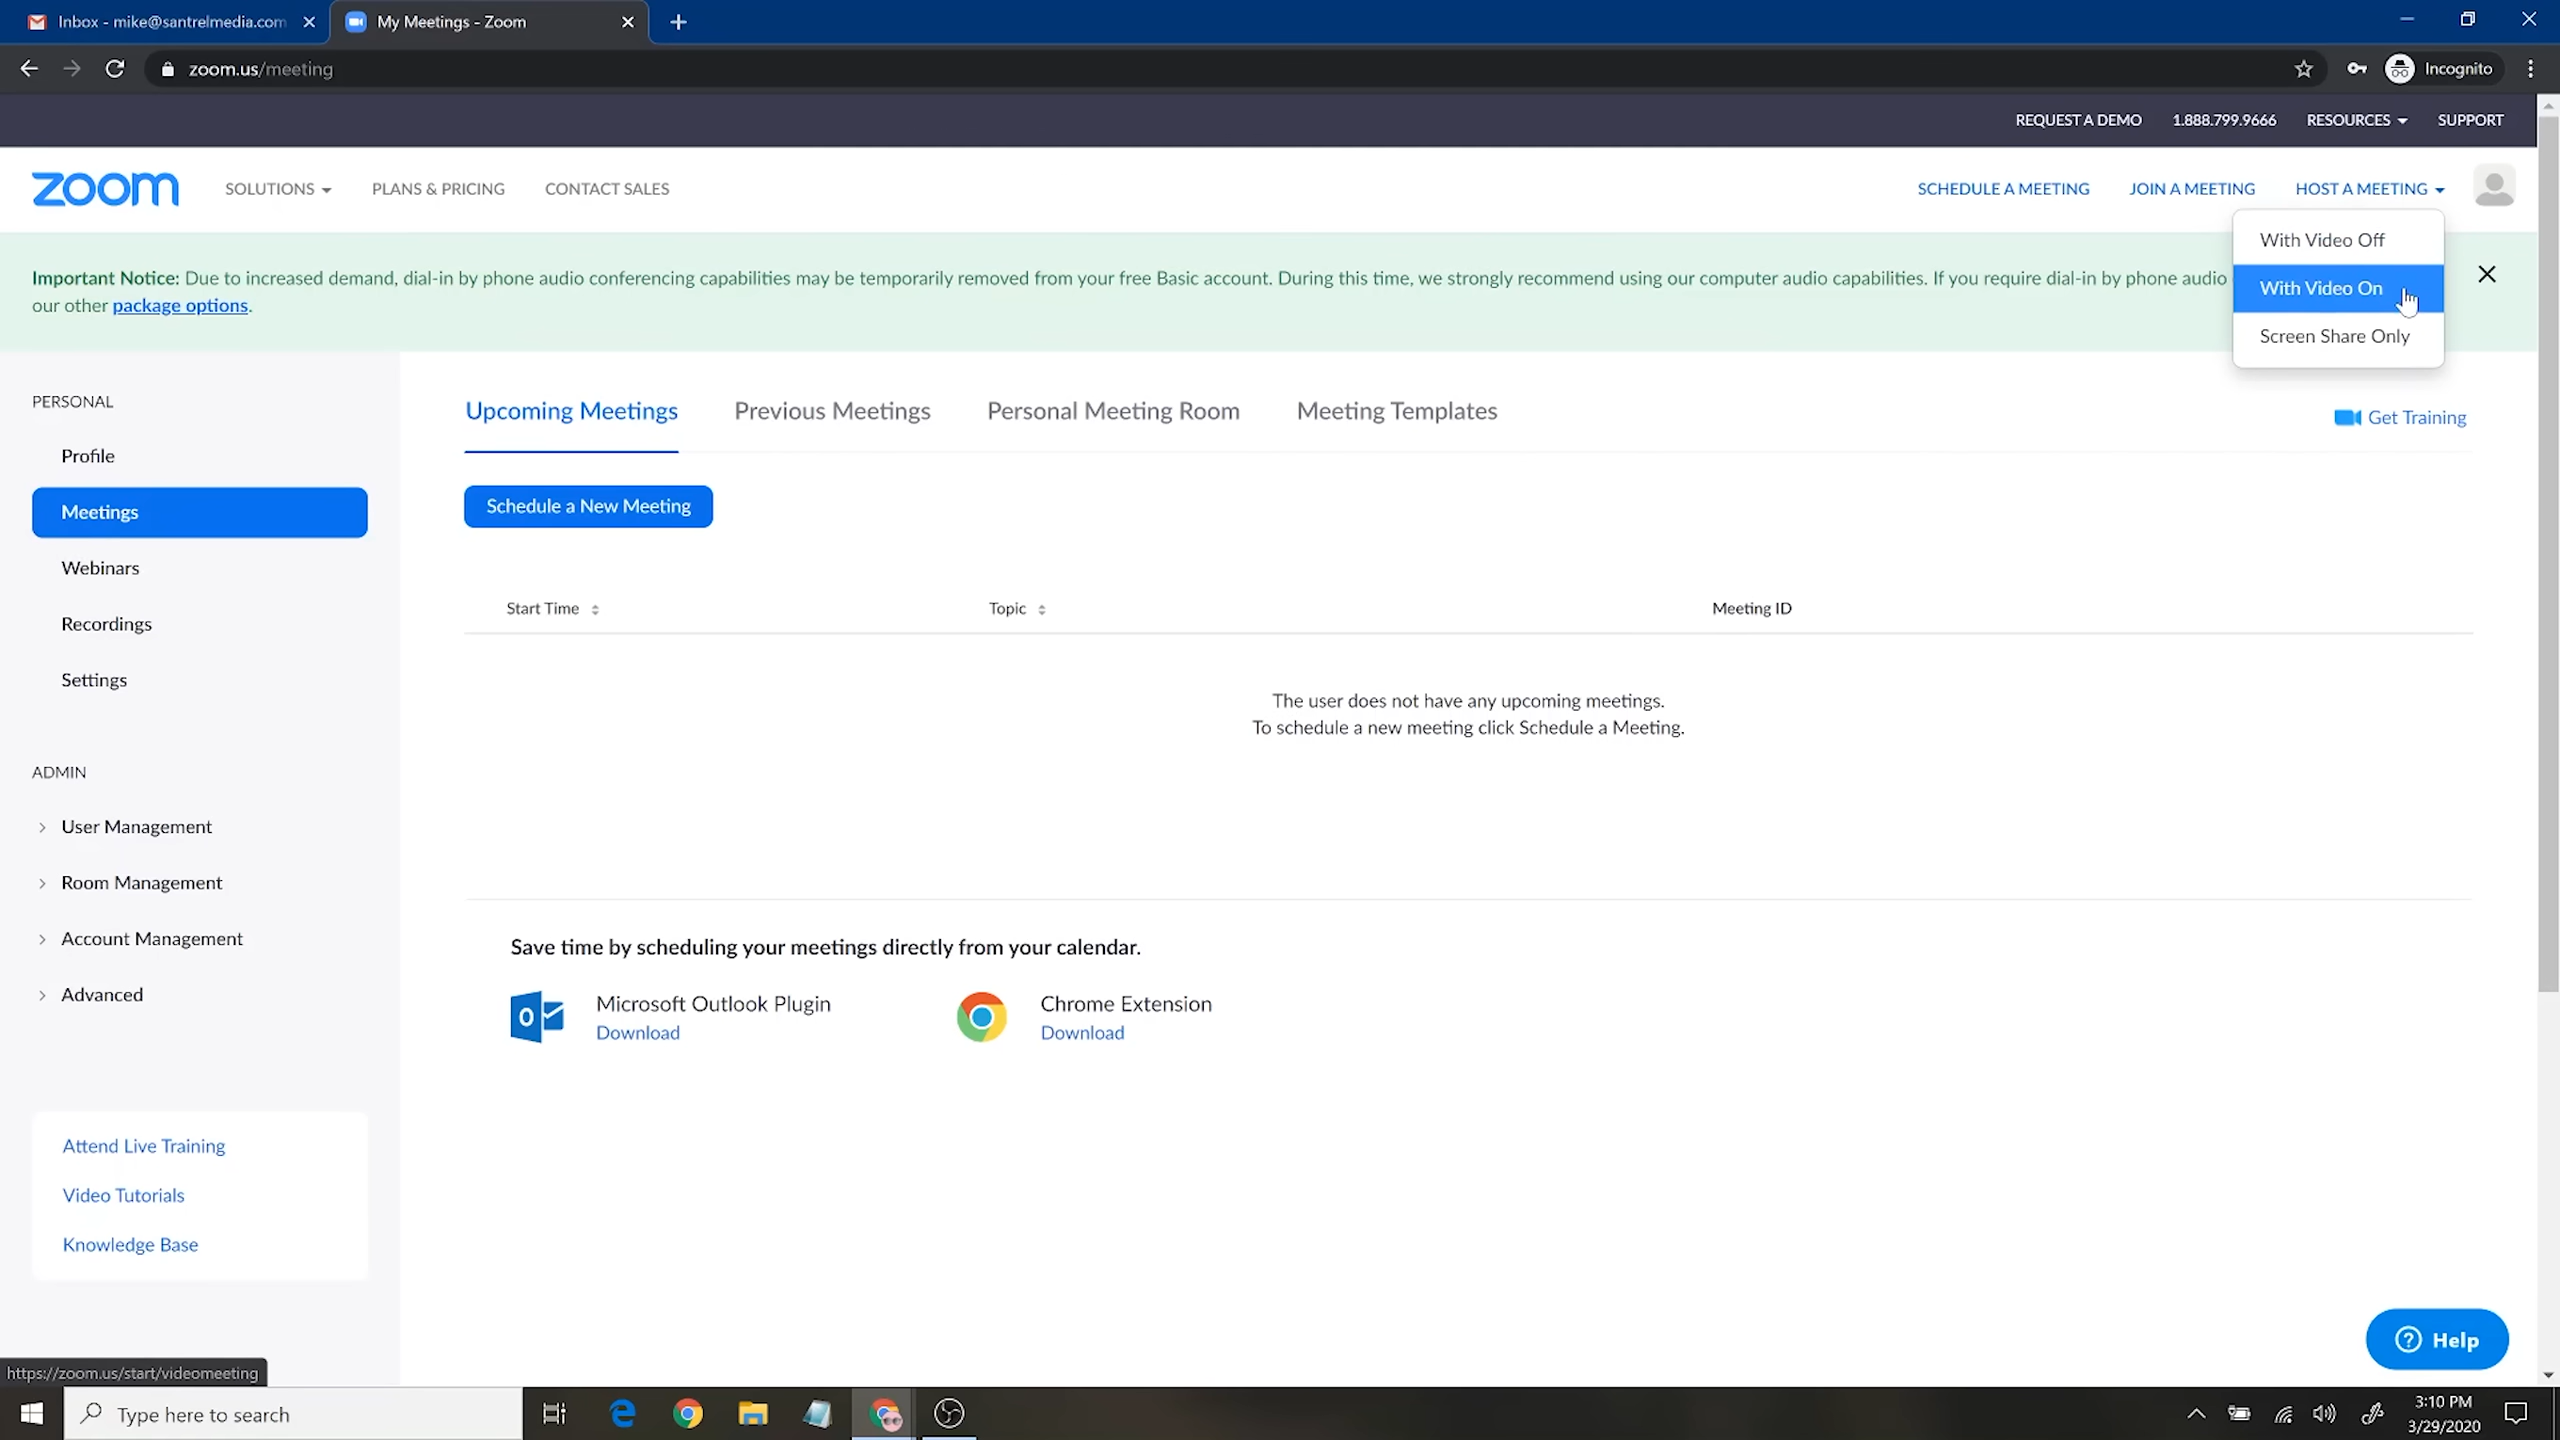 Inbox - mike@santrelmedia.com
My Meetings - Zoom
zoom.us/meeting
Incognito
REQUEST A DEMO 1.888.799.9666 RESOURCES SUPPORT
zoom SOLUTIONS PLANS & PRICING CONTACT SALES SCHEDULE A MEETING JOIN A MEETING HOST A MEETING
With Video Off
With Video On
Screen Share Only
Important Notice: Due to increased demand, dial-in by phone audio conferencing capabilities may be temporarily removed from your free Basic account. During this time, we strongly recommend using our computer audio capabilities. If you require dial-in by phone audio
our other package options.
PERSONAL
Profile
Meetings
Webinars
Recordings
Settings
ADMIN
User Management
Room Management
Account Management
Advanced
Attend Live Training
Video Tutorials
Knowledge Base
Upcoming Meetings Previous Meetings Personal Meeting Room Meeting Templates
Get Training
Schedule a New Meeting
Start Time Topic Meeting ID
The user does not have any upcoming meetings.
To schedule a new meeting click Schedule a Meeting.
Save time by scheduling your meetings directly from your calendar.
Microsoft Outlook Plugin
Download
Chrome Extension
Download
Help
https://zoom.us/start/videomeeting
Type here to search
3:10 PM
3/29/2020